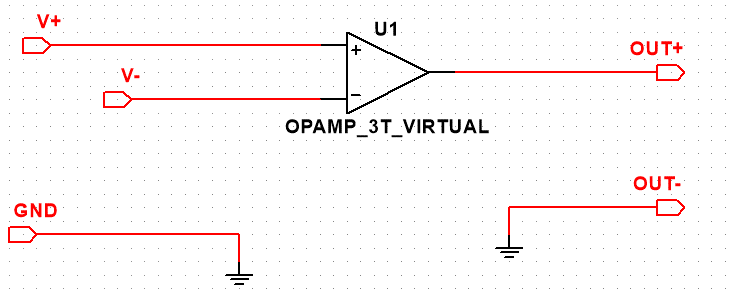 V+
U1
OUT+
V-
+
-
OPAMP_3T_VIRTUAL
OUT-
GND